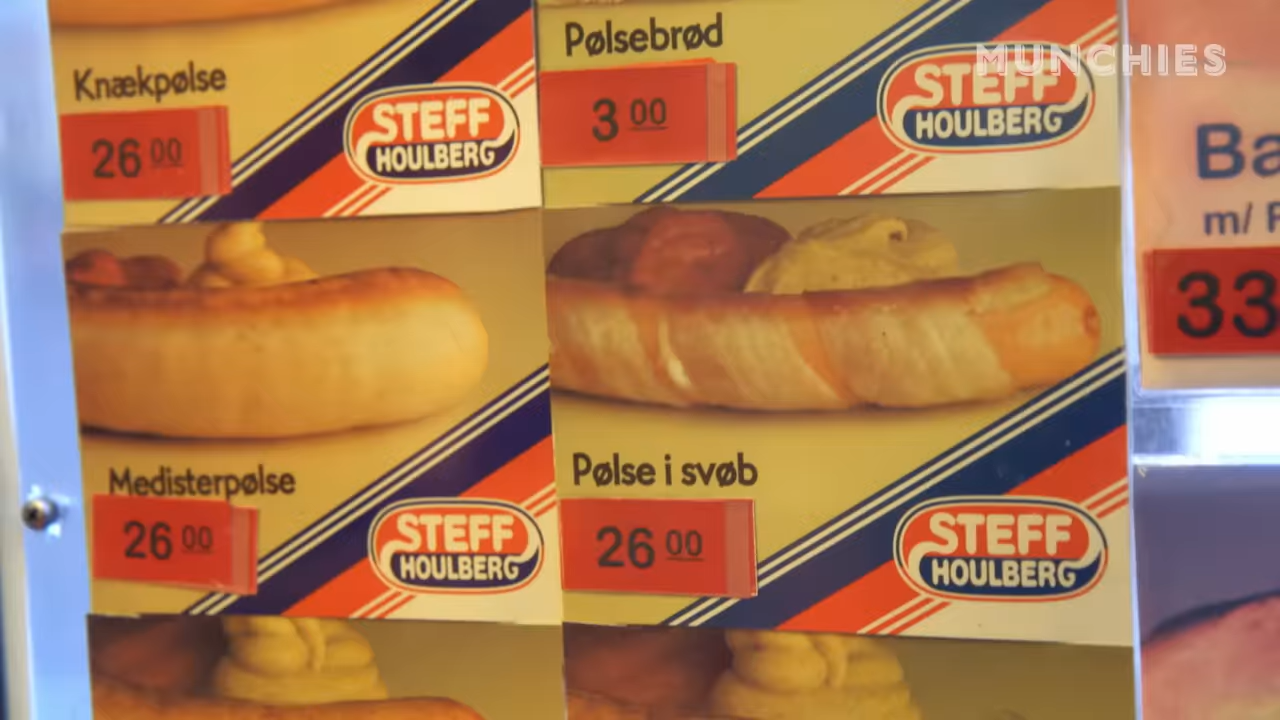 MUNCHIES
Knækpølse
26 00
STEFF
HOULBERG
Pølsebrød
3 00
STEFF
HOULBERG
Ba
m/ F
33
Medisterpølse
26 00
STEFF
HOULBERG
Pølse i svøb
26 00
STEFF
HOULBERG